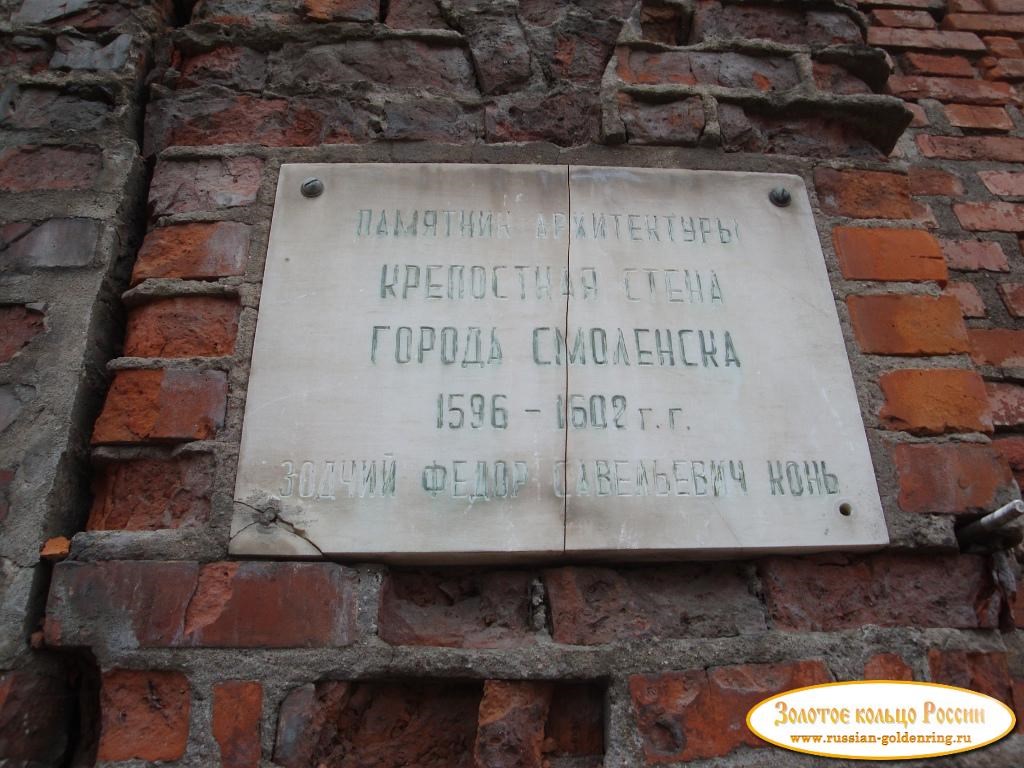 ПАМЯТНИК АРХИТЕКТУРЫ
КРЕПОСТНАЯ СТЕНА
ГОРОДА СМОЛЕНСКА
1596 – 1602 г. г.
ЗОДЧИЙ ФЕДОР САВЕЛЬЕВИЧ КОНЬ
Золотое кольцо России
www.russian-goldenring.ru